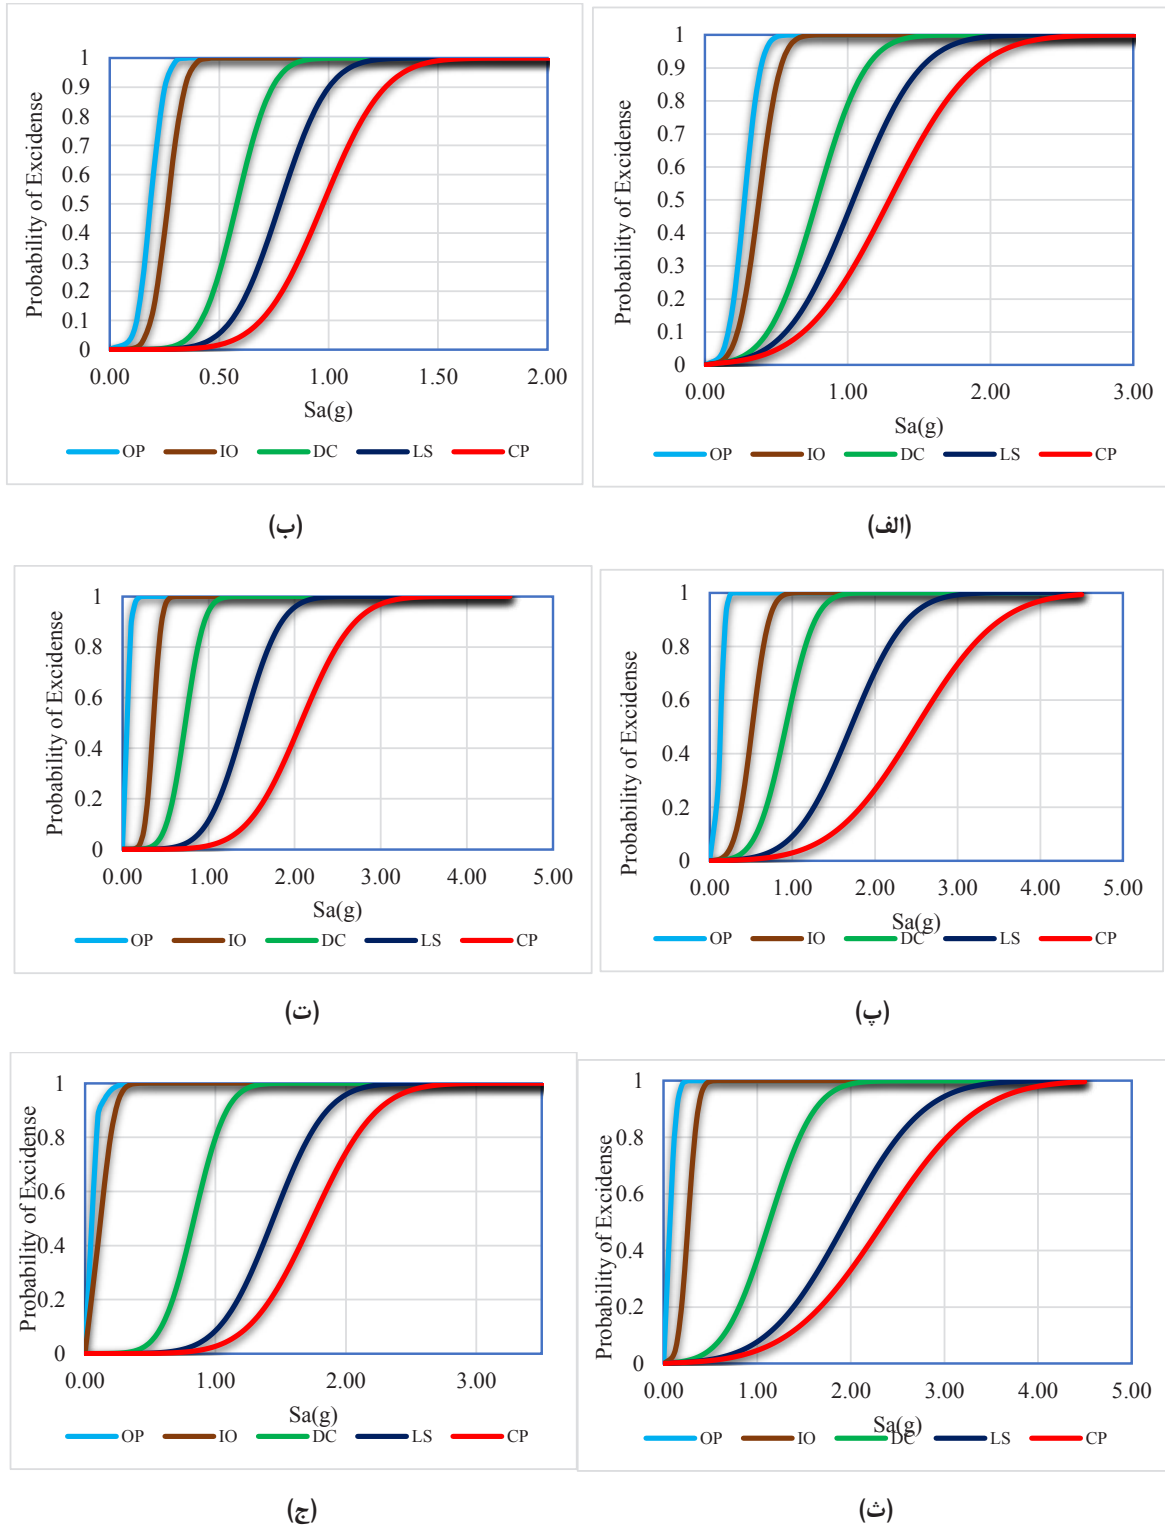 1
0.9
0.8
0.7
0.6
0.5
0.4
0.3
0.2
0.1
0
0.00 1.00 2.00 3.00
Probability of Excidense
Sa(g)
OP IO DC LS CP
(الف)
1
0.9
0.8
0.7
0.6
0.5
0.4
0.3
0.2
0.1
0
0.00 0.50 1.00 1.50 2.00
Probability of Excidense
Sa(g)
OP IO DC LS CP
(ب)
1
0.8
0.6
0.4
0.2
0
0.00 1.00 2.00 3.00 4.00 5.00
Probability of Excidense
Sa(g)
OP IO DC LS CP
(پ)
1
0.8
0.6
0.4
0.2
0
0.00 1.00 2.00 3.00 4.00 5.00
Probability of Excidense
Sa(g)
OP IO DC LS CP
(ت)
1
0.8
0.6
0.4
0.2
0
0.00 1.00 2.00 3.00 4.00 5.00
Probability of Excidense
Sa(g)
OP IO DC LS CP
(ث)
1
0.8
0.6
0.4
0.2
0
0.00 1.00 2.00 3.00
Probability of Excidense
Sa(g)
OP IO DC LS CP
(ج)